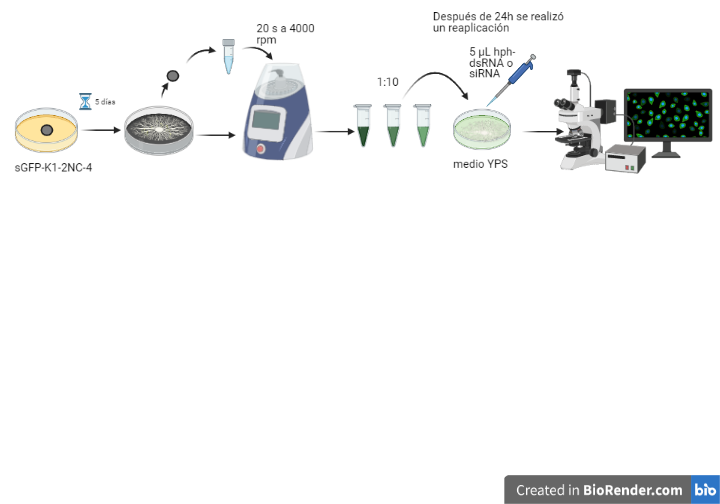 Después de 24h se realizó
un reaplicación
20 s a 4000
rpm
5 µL hph-
dsRNA o
siRNA
1:10
5 días
sGFP-K1-2NC-4
medio YPS
Created in BioRender.com bio